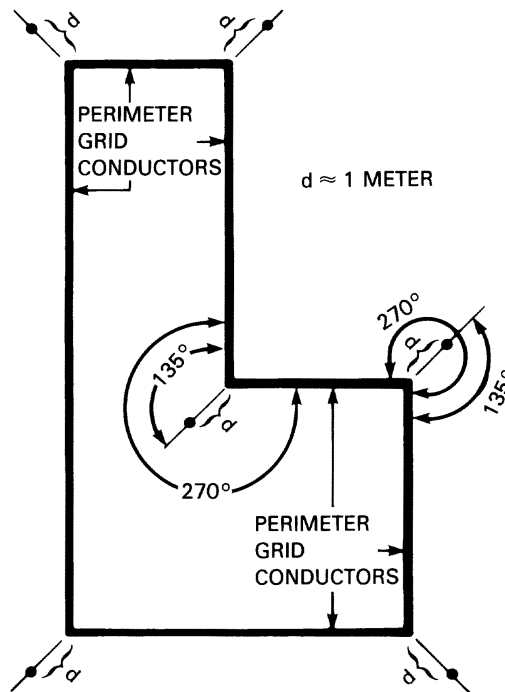 d
d
PERIMETER
GRID
CONDUCTORS
d ≈ 1 METER
270°
d
135°
135°
d
270°
PERIMETER
GRID
CONDUCTORS
d
d